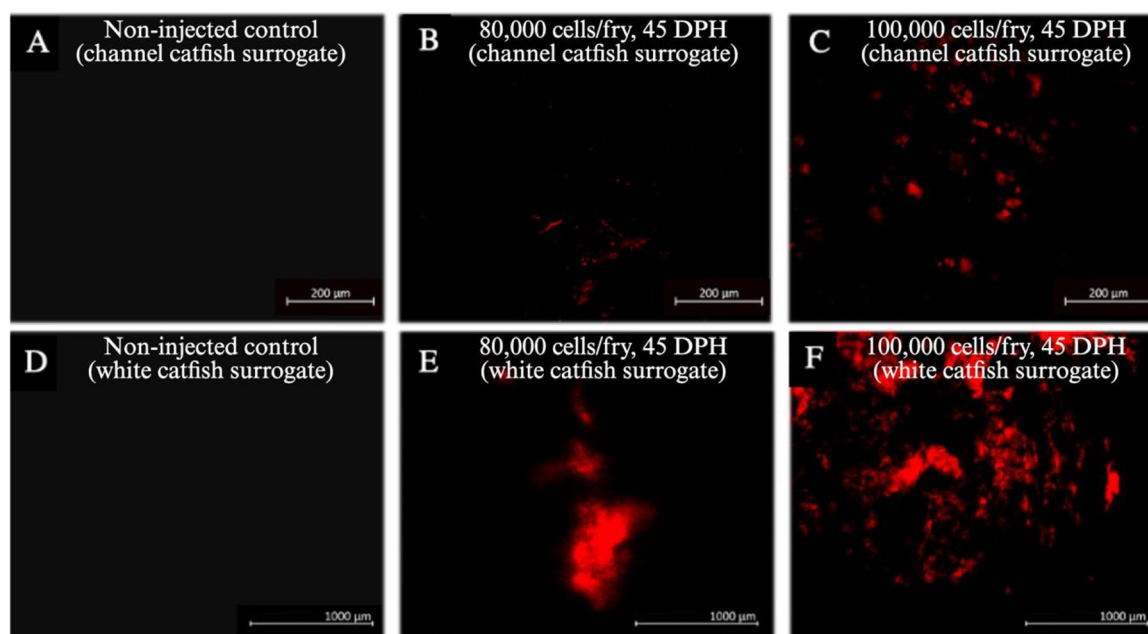 A
Non-injected control
(channel catfish surrogate)
200 µm
B
80,000 cells/fry, 45 DPH
(channel catfish surrogate)
200 µm
C
100,000 cells/fry, 45 DPH
(channel catfish surrogate)
200 µm
D
Non-injected control
(white catfish surrogate)
1000 µm
E
80,000 cells/fry, 45 DPH
(white catfish surrogate)
1000 µm
F
100,000 cells/fry, 45 DPH
(white catfish surrogate)
1000 µm